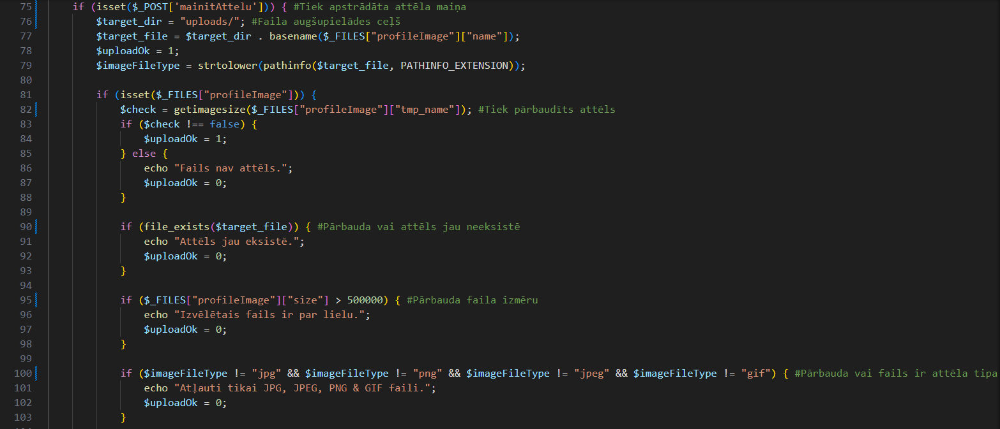 75 if (isset($_POST['mainitAttelu'])) { #Tiek apstrādāta attēla maiņa
76 $target_dir = "uploads/"; #Faila augšupielādes ceļš
77 $target_file = $target_dir . basename($_FILES["profileImage"]["name"]);
78 $uploadOk = 1;
79 $imageFileType = strtolower(pathinfo($target_file, PATHINFO_EXTENSION));
80
81 if (isset($_FILES["profileImage"])) {
82 $check = getimagesize($_FILES["profileImage"]["tmp_name"]); #Tiek pārbaudīts attēls
83 if ($check !== false) {
84 $uploadOk = 1;
85 } else {
86 echo "Fails nav attēls.";
87 $uploadOk = 0;
88 }
89
90 if (file_exists($target_file)) { #Pārbauda vai attēls jau neeksistē
91 echo "Attēls jau eksistē.";
92 $uploadOk = 0;
93 }
94
95 if ($_FILES["profileImage"]["size"] > 500000) { #Pārbauda faila izmēru
96 echo "Izvēlētais fails ir par lielu.";
97 $uploadOk = 0;
98 }
99
100 if ($imageFileType != "jpg" && $imageFileType != "png" && $imageFileType != "jpeg" && $imageFileType != "gif") { #Pārbauda vai fails ir attēla tipa
101 echo "Atļauti tikai JPG, JPEG, PNG & GIF faili.";
102 $uploadOk = 0;
103 }